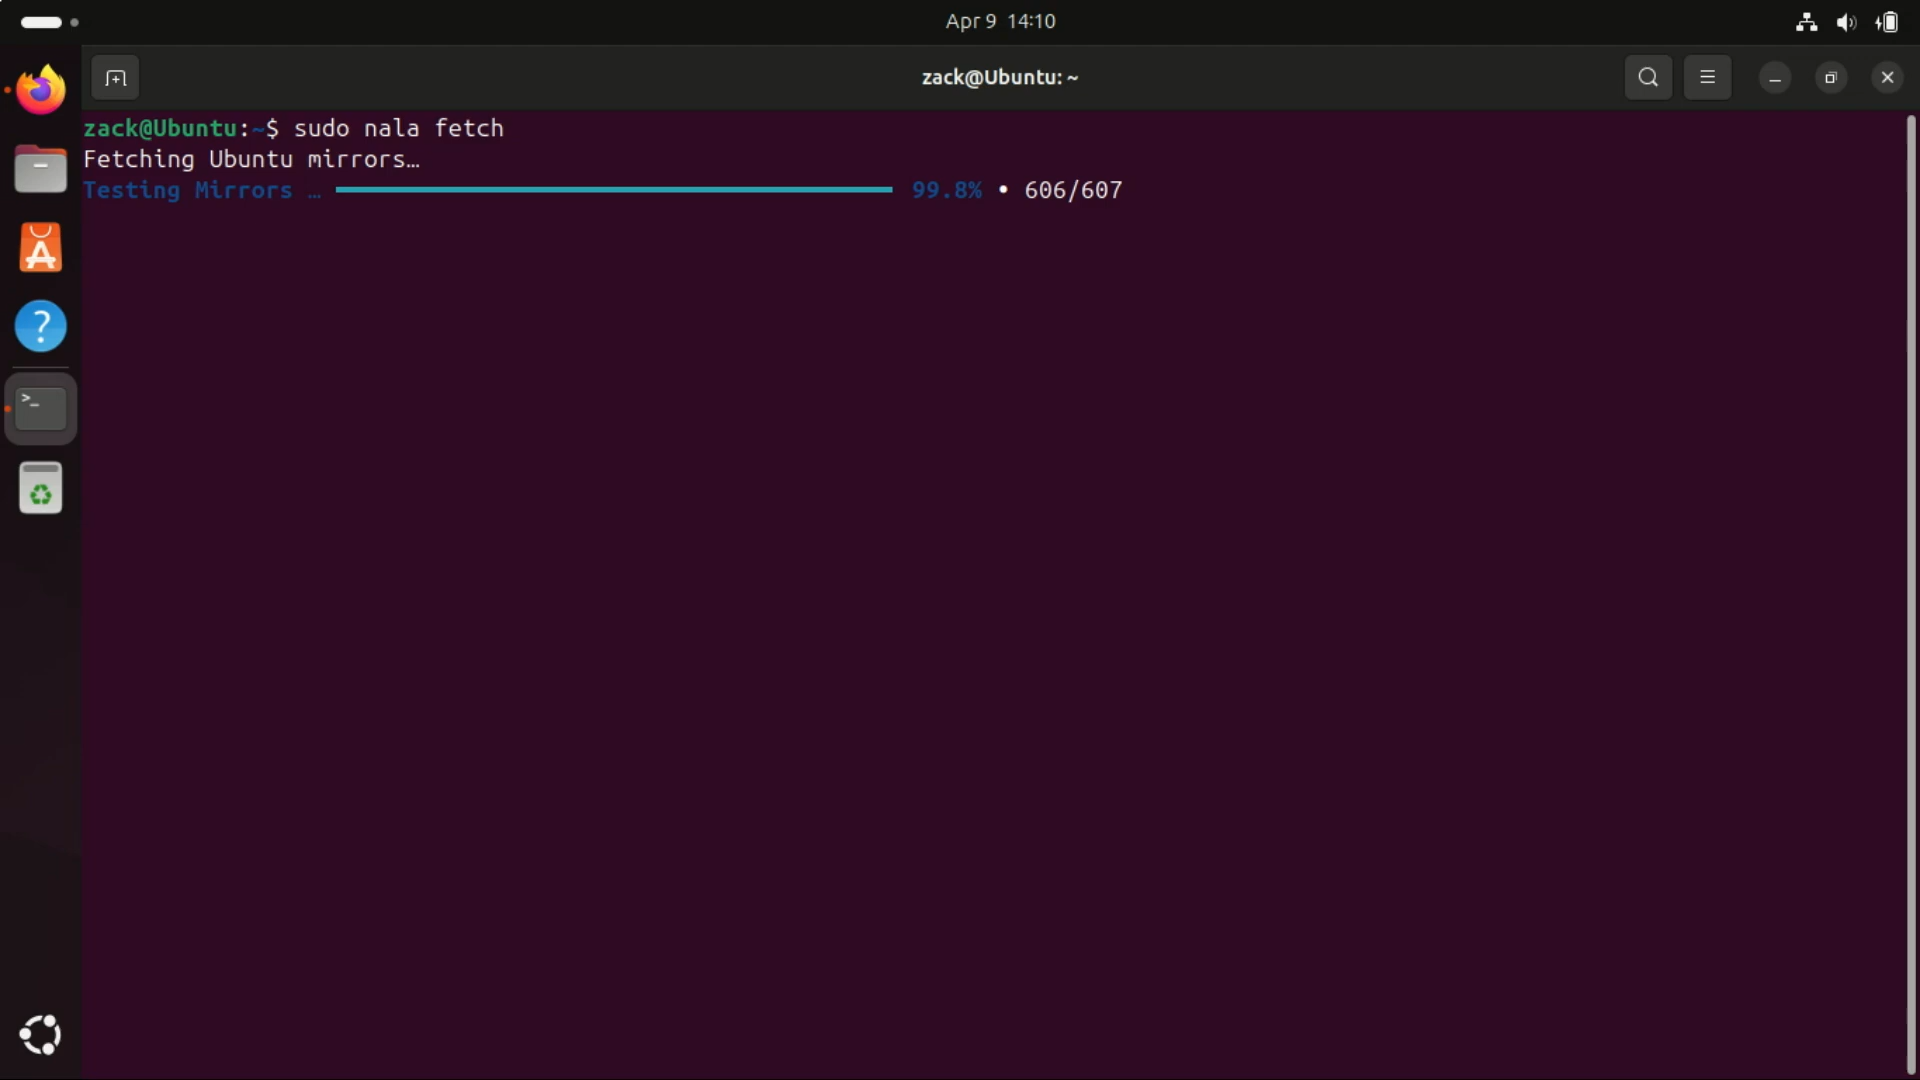 Apr 9 14:10
zack@Ubuntu: ~
zack@Ubuntu:~$ sudo nala fetch
Fetching Ubuntu mirrors…
Testing Mirrors … 99.8% • 606/607